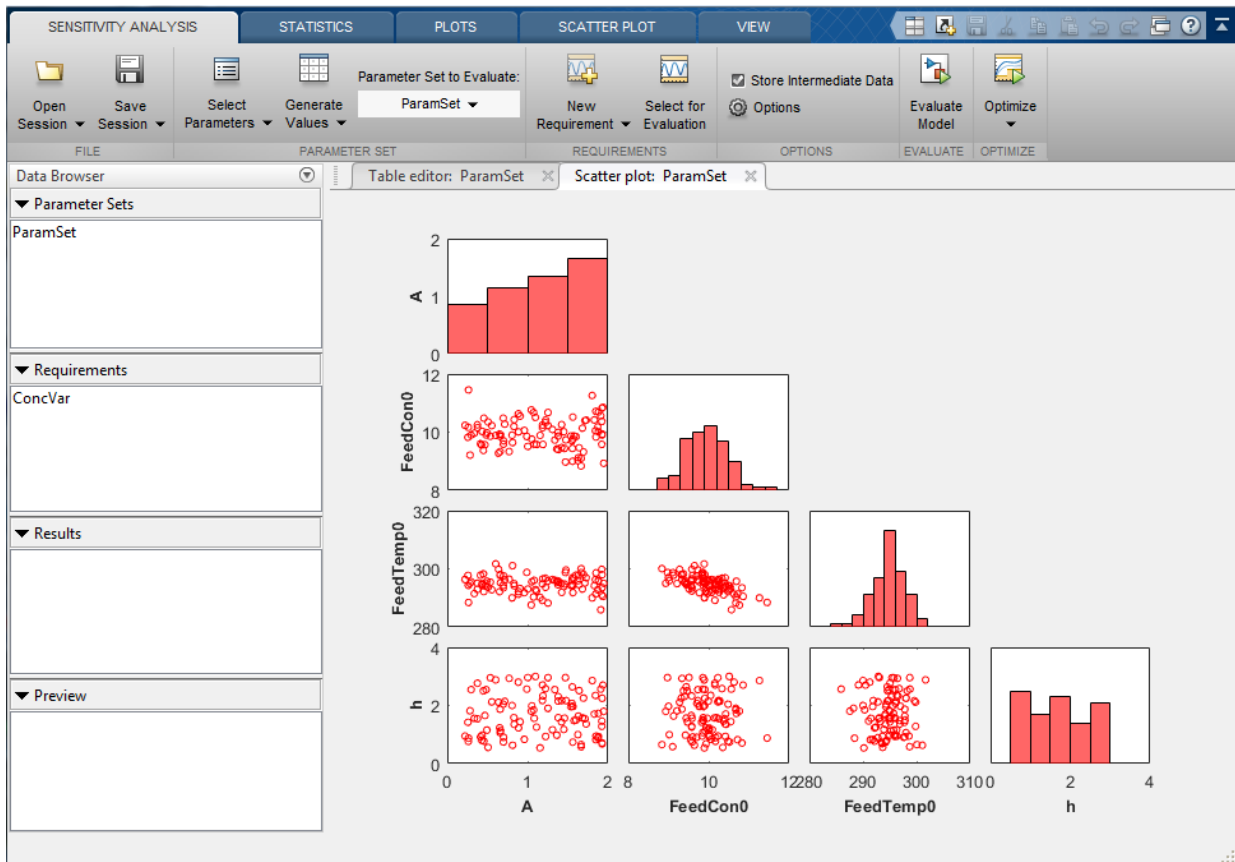 SENSITIVITY ANALYSIS STATISTICS PLOTS SCATTER PLOT VIEW
Open Session
Save Session
Select Parameters
Generate Values
Parameter Set to Evaluate:
ParamSet
New Requirement
Select for Evaluation
Store Intermediate Data
Options
Evaluate Model
Optimize
FILE PARAMETER SET REQUIREMENTS OPTIONS EVALUATE OPTIMIZE
Data Browser
Table editor: ParamSet
Scatter plot: ParamSet
Parameter Sets
ParamSet
Requirements
ConcVar
Results
Preview
2
A 1
0
12
FeedCon0 10
8
320
FeedTemp0 300
280
4
h 2
0
0 1 2 8 10 12 280 290 300 310 0 2 4
A FeedCon0 FeedTemp0 h